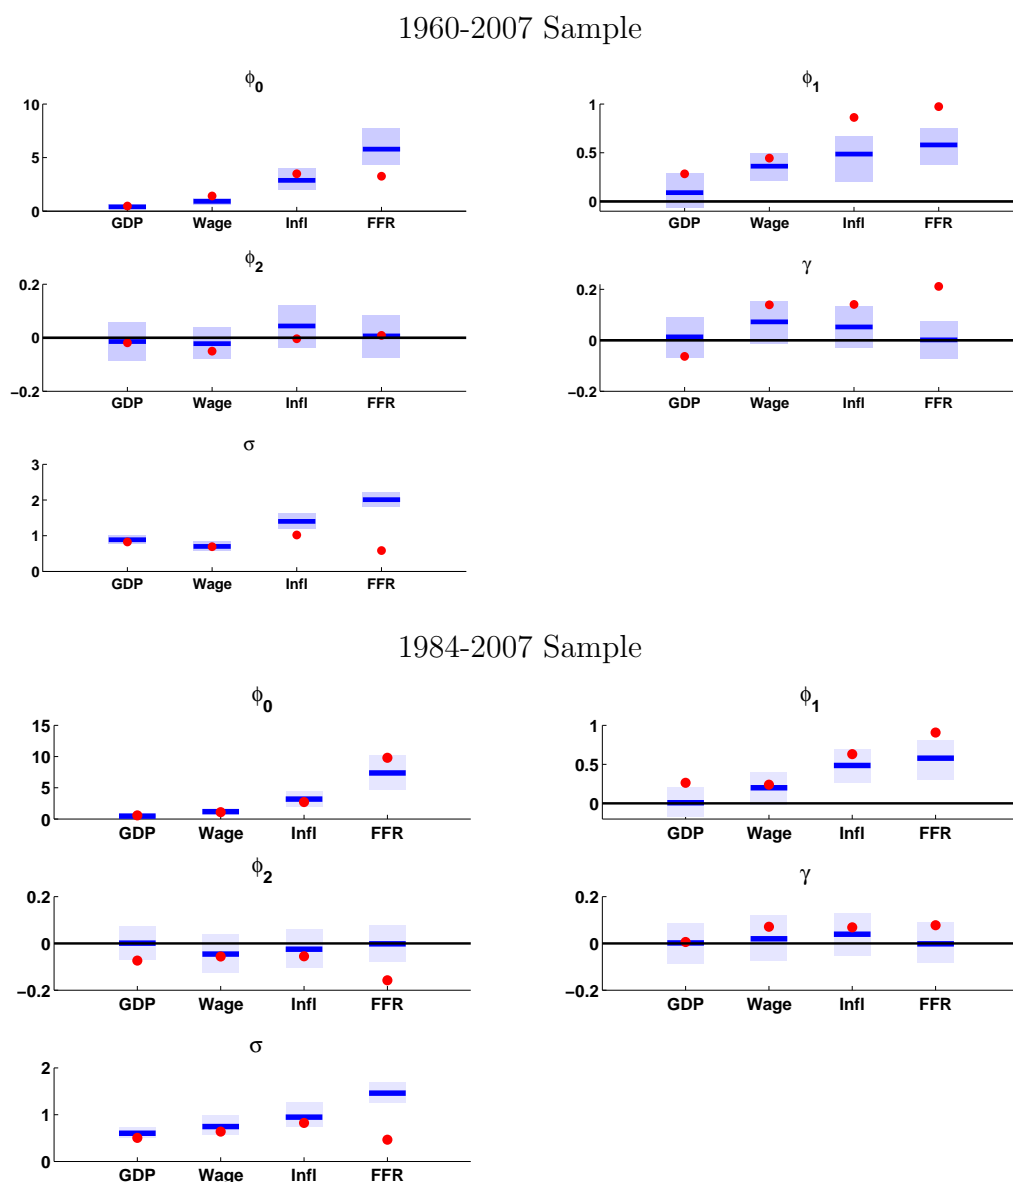 1960-2007 Sample
ϕ0 ϕ1
10 1
5 0.5
0 0
GDP Wage Infl FFR GDP Wage Infl FFR
ϕ2 γ
0.2 0.2
0 0
−0.2 −0.2
GDP Wage Infl FFR GDP Wage Infl FFR
σ
3
2
1
0
GDP Wage Infl FFR
1984-2007 Sample
ϕ0 ϕ1
15 1
10
5 0.5
0 0
GDP Wage Infl FFR GDP Wage Infl FFR
ϕ2 γ
0.2 0.2
0 0
−0.2 −0.2
GDP Wage Infl FFR GDP Wage Infl FFR
σ
2
1
0
GDP Wage Infl FFR